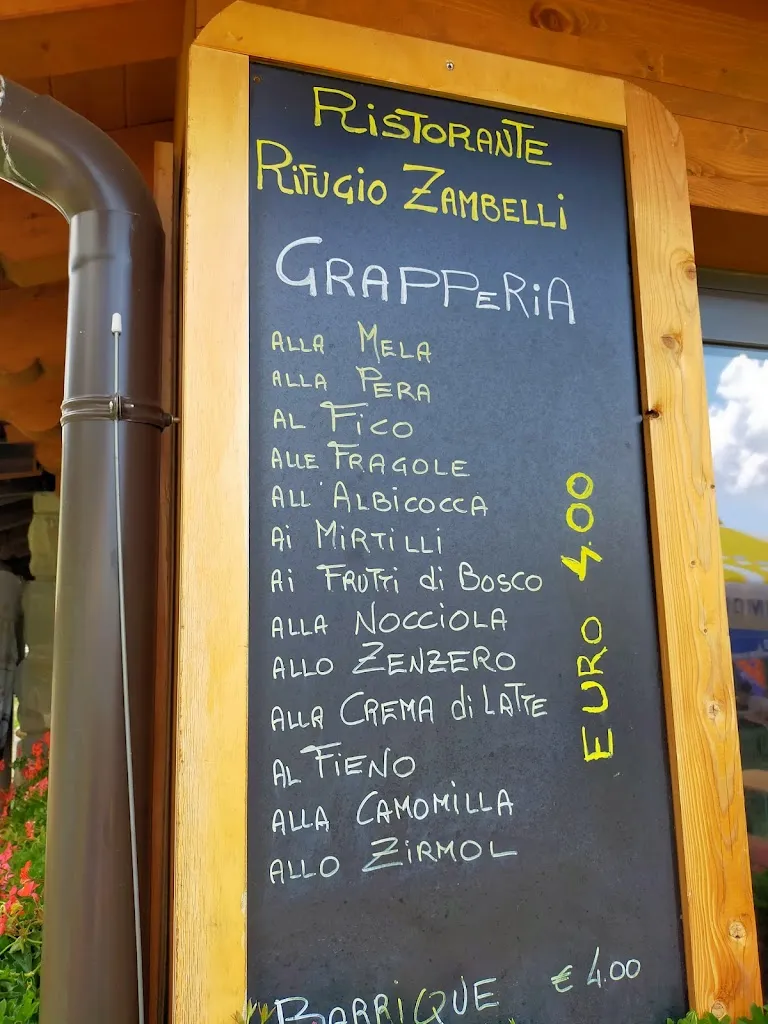 RISTORANTE
RiFUGIO ZAMBELLi
GRAPPERiA
ALLA MELA
ALLA PERA
AL FICO
ALLE FRAGOLE
ALL'ALBICOCCA
Ai MIRTILLI
Ai FRUTTI di BOSCO
ALLA NOCCIOLA
ALLO ZENZERO
ALLA CREMA di LATTE
AL FIENO
ALLA CAMOMILLA
ALLO ZIRMOL
EURO 4.00
BARRIQUE € 4.00